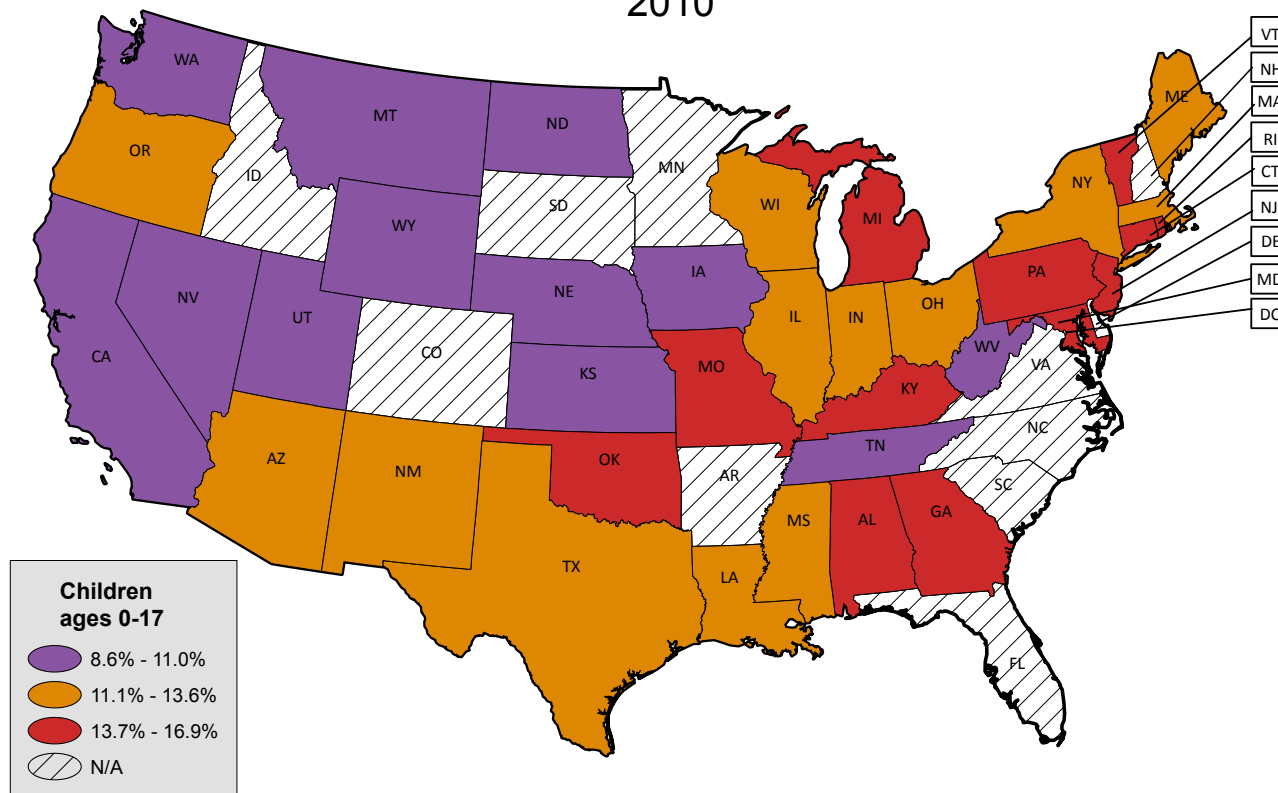 2010
WA
MT
ND
MN
OR
ID
SD
WI
MI
NY
ME
VT
NH
MA
RI
CT
NJ
DE
MD
DC
WY
IA
NE
PA
CA
NV
UT
CO
KS
MO
IL
IN
OH
WV
VA
KY
AZ
NM
OK
AR
TN
NC
SC
TX
LA
MS
AL
GA
FL
Children
ages 0-17
8.6% - 11.0%
11.1% - 13.6%
13.7% - 16.9%
N/A